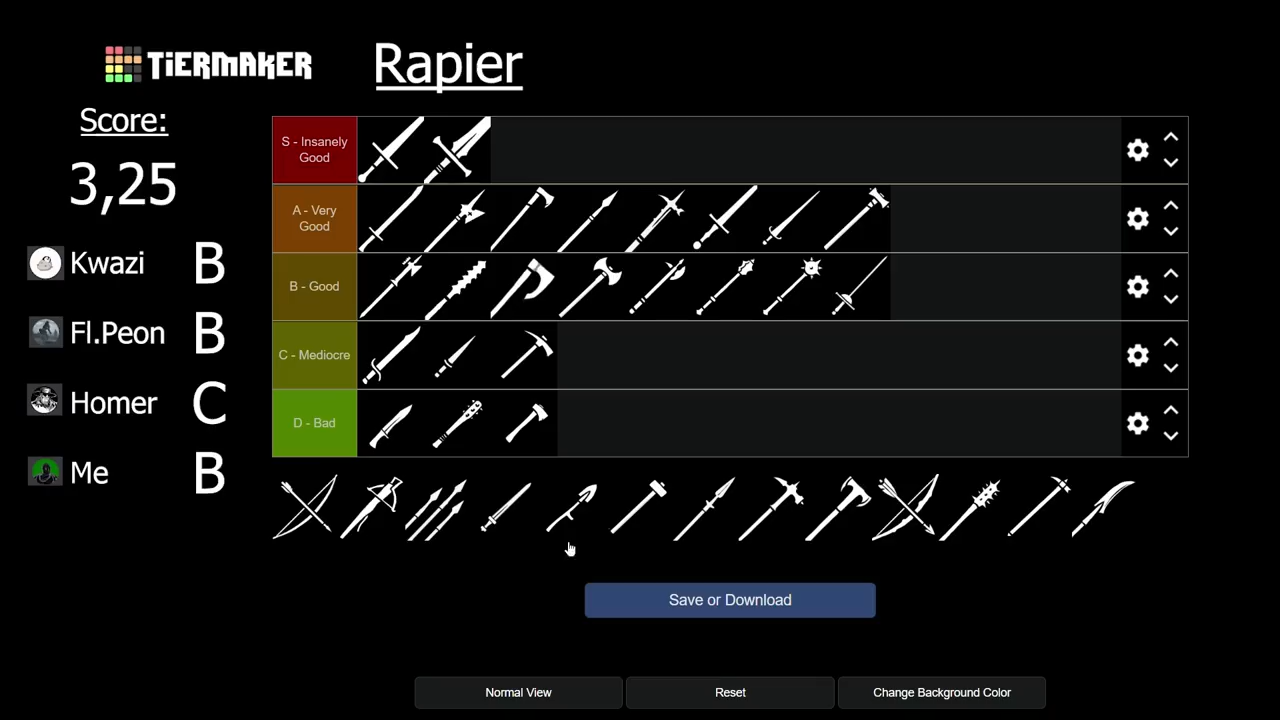 TiERMAKER
Rapier
Score:
3,25
Kwazi B
Fl.Peon B
Homer C
Me B
S - Insanely
Good
A - Very
Good
B - Good
C - Mediocre
D - Bad
Save or Download
Normal View
Reset
Change Background Color